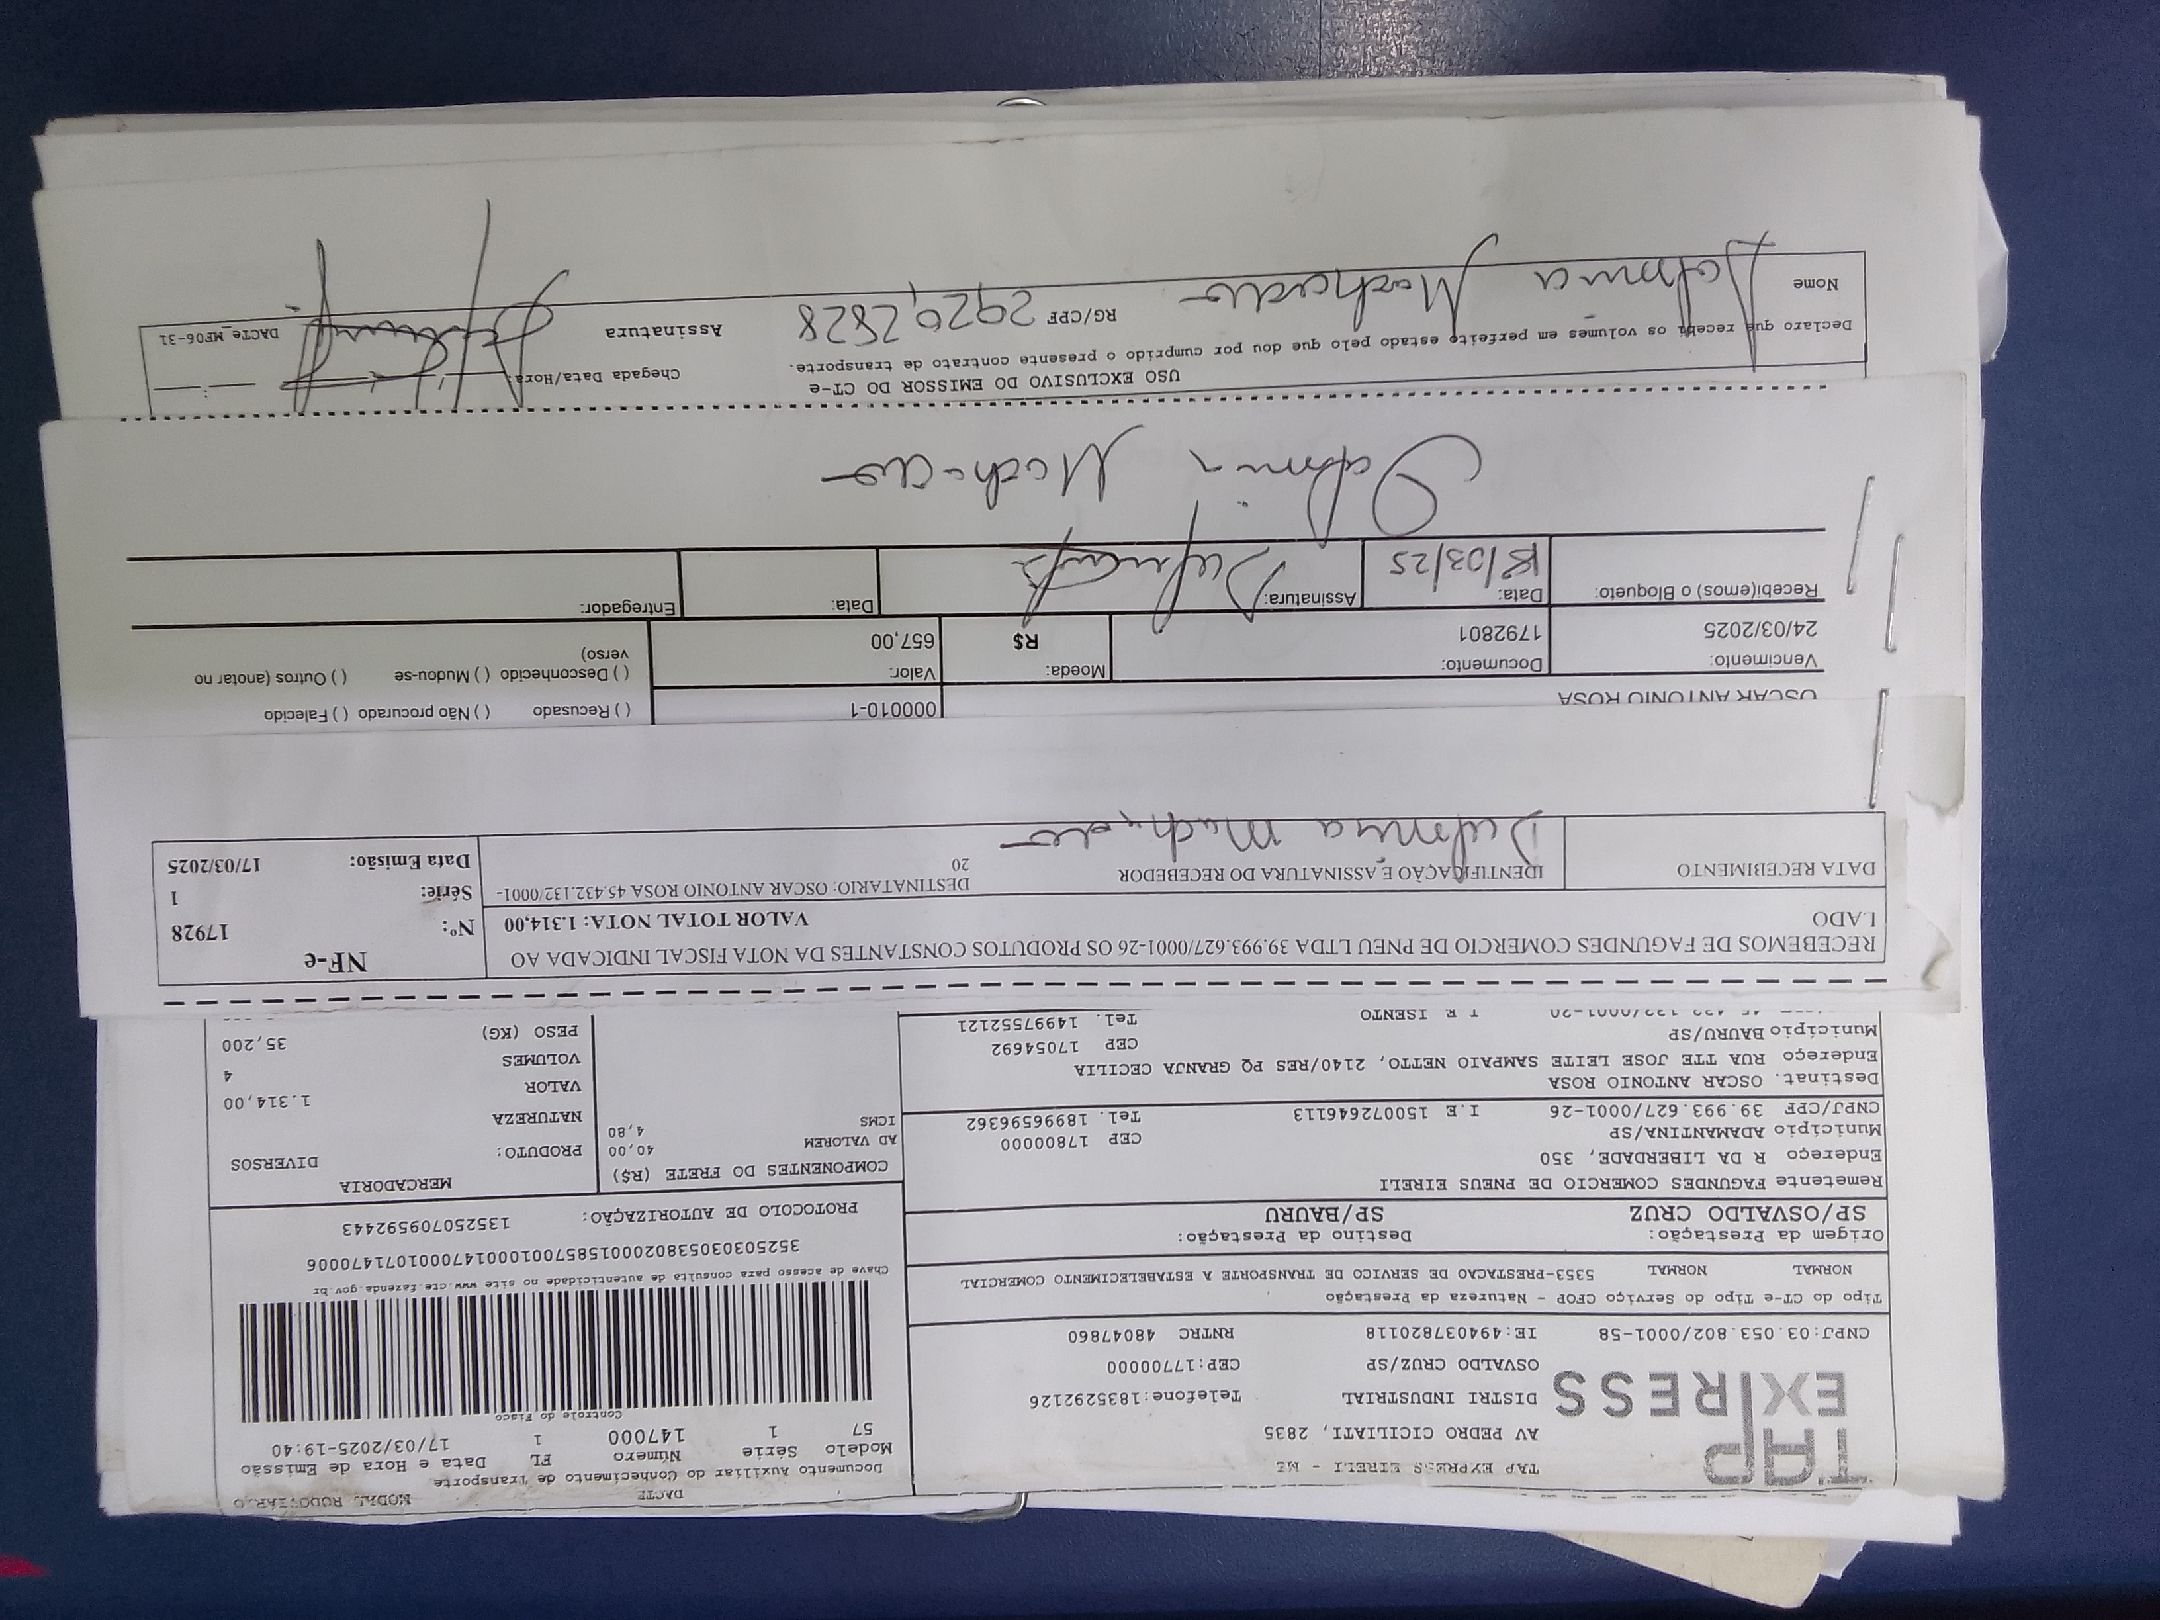 DACTE
MODAL RODOVIARIO
TAP EXPRESS
TAP EXPRESS EIRELI - ME
AV PEDRO CICILIATI, 2835
DISTRI INDUSTRIAL Telefone:1835292126
OSVALDO CRUZ/SP CEP:17700000
CNPJ:03.053.802/0001-58 IE:494037820118 RNTRC 48047860
Documento Auxiliar do Conhecimento de Transporte
Modelo Série Número FL Data e Hora de Emissão
57 1 147000 1 17/03/2025-19:40
Controle do Fisco
Chave de acesso para consulta de autenticidade no site www.cte.fazenda.gov.br
35250303053802000158570010001470001071470006
PROTOCOLO DE AUTORIZAÇÃO: 135250709592443
Tipo do CT-e Tipo do Serviço CFOP - Natureza da Prestação
NORMAL NORMAL 5353-PRESTACAO DE SERVICO DE TRANSPORTE A ESTABELECIMENTO COMERCIAL
Origem da Prestação: Destino da Prestação:
SP/OSVALDO CRUZ SP/BAURU
Remetente FAGUNDES COMERCIO DE PNEUS EIRELI
Endereço R DA LIBERDADE, 350
Município ADAMANTINA/SP CEP 17800000
CNPJ/CPF 39.993.627/0001-26 I.E 150072646113 Tel. 18996596362
Destinat. OSCAR ANTONIO ROSA
Endereço RUA TTE JOSE LEITE SAMPAIO NETTO, 2140/RES PQ GRANJA CECILIA
Município BAURU/SP CEP 17054692
ISENTO Tel. 14997552121
COMPONENTES DO FRETE (R$)
AD VALOREM 40,00
ICMS 4,80
MERCADORIA
PRODUTO: DIVERSOS
NATUREZA
VALOR 1.314,00
VOLUMES 4
PESO (KG) 35,200
RECEBEMOS DE FAGUNDES COMERCIO DE PNEU LTDA 39.993.627/0001-26 OS PRODUTOS CONSTANTES DA NOTA FISCAL INDICADA AO
LADO VALOR TOTAL NOTA: 1.314,00
DATA RECEBIMENTO
IDENTIFICAÇÃO E ASSINATURA DO RECEBEDOR
DESTINATARIO: OSCAR ANTONIO ROSA 45.432.132/0001-
20
Dalmira Machado
NF-e
Nº: 17928
Série: 1
Data Emissão: 17/03/2025
OSCAR ANTONIO ROSA 000010-1
Vencimento: Documento: Moeda: Valor:
24/03/2025 1792801 R$ 657,00
( ) Recusado ( ) Não procurado ( ) Falecido
( ) Desconhecido ( ) Mudou-se ( ) Outros (anotar no
verso)
Recebi(emos) o Bloqueto: Data: Assinatura: Data: Entregador:
18/03/25
Dalmira Machado
USO EXCLUSIVO DO EMISSOR DO CT-e
Declaro que recebi os volumes em perfeito estado pelo que dou por cumprido o presente contrato de transporte.
Nome Dalmira Machado RG/CPF 29202828 Assinatura
Chegada Data/Hora:
DACTE_MF06-31